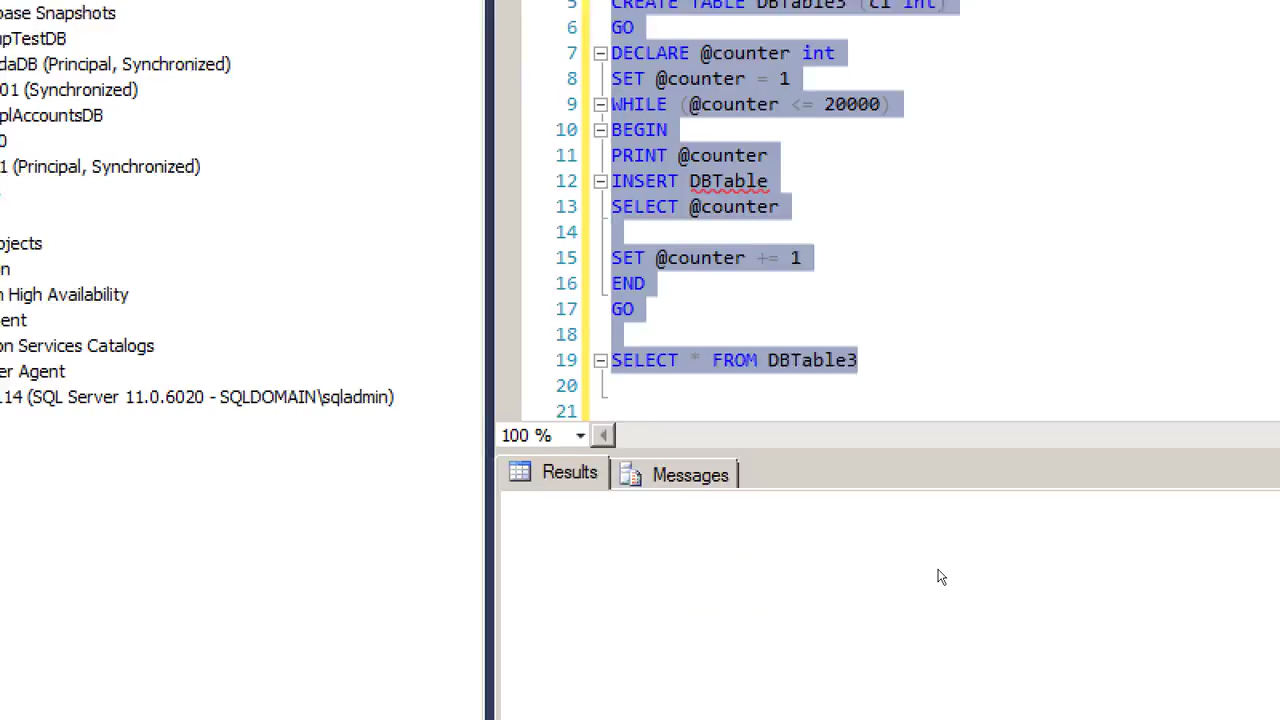 base Snapshots
upTestDB
daDB (Principal, Synchronized)
01 (Synchronized)
plAccountsDB
0
1 (Principal, Synchronized)
ojects
n
n High Availability
ent
on Services Catalogs
er Agent
.14 (SQL Server 11.0.6020 - SQLDOMAIN\sqladmin)
5 CREATE TABLE DBTable3 (c1 int)
6 GO
7 DECLARE @counter int
8 SET @counter = 1
9 WHILE (@counter <= 20000)
10 BEGIN
11 PRINT @counter
12 INSERT DBTable
13 SELECT @counter
14
15 SET @counter += 1
16 END
17 GO
18
19 SELECT * FROM DBTable3
20
21
100 %
Results Messages